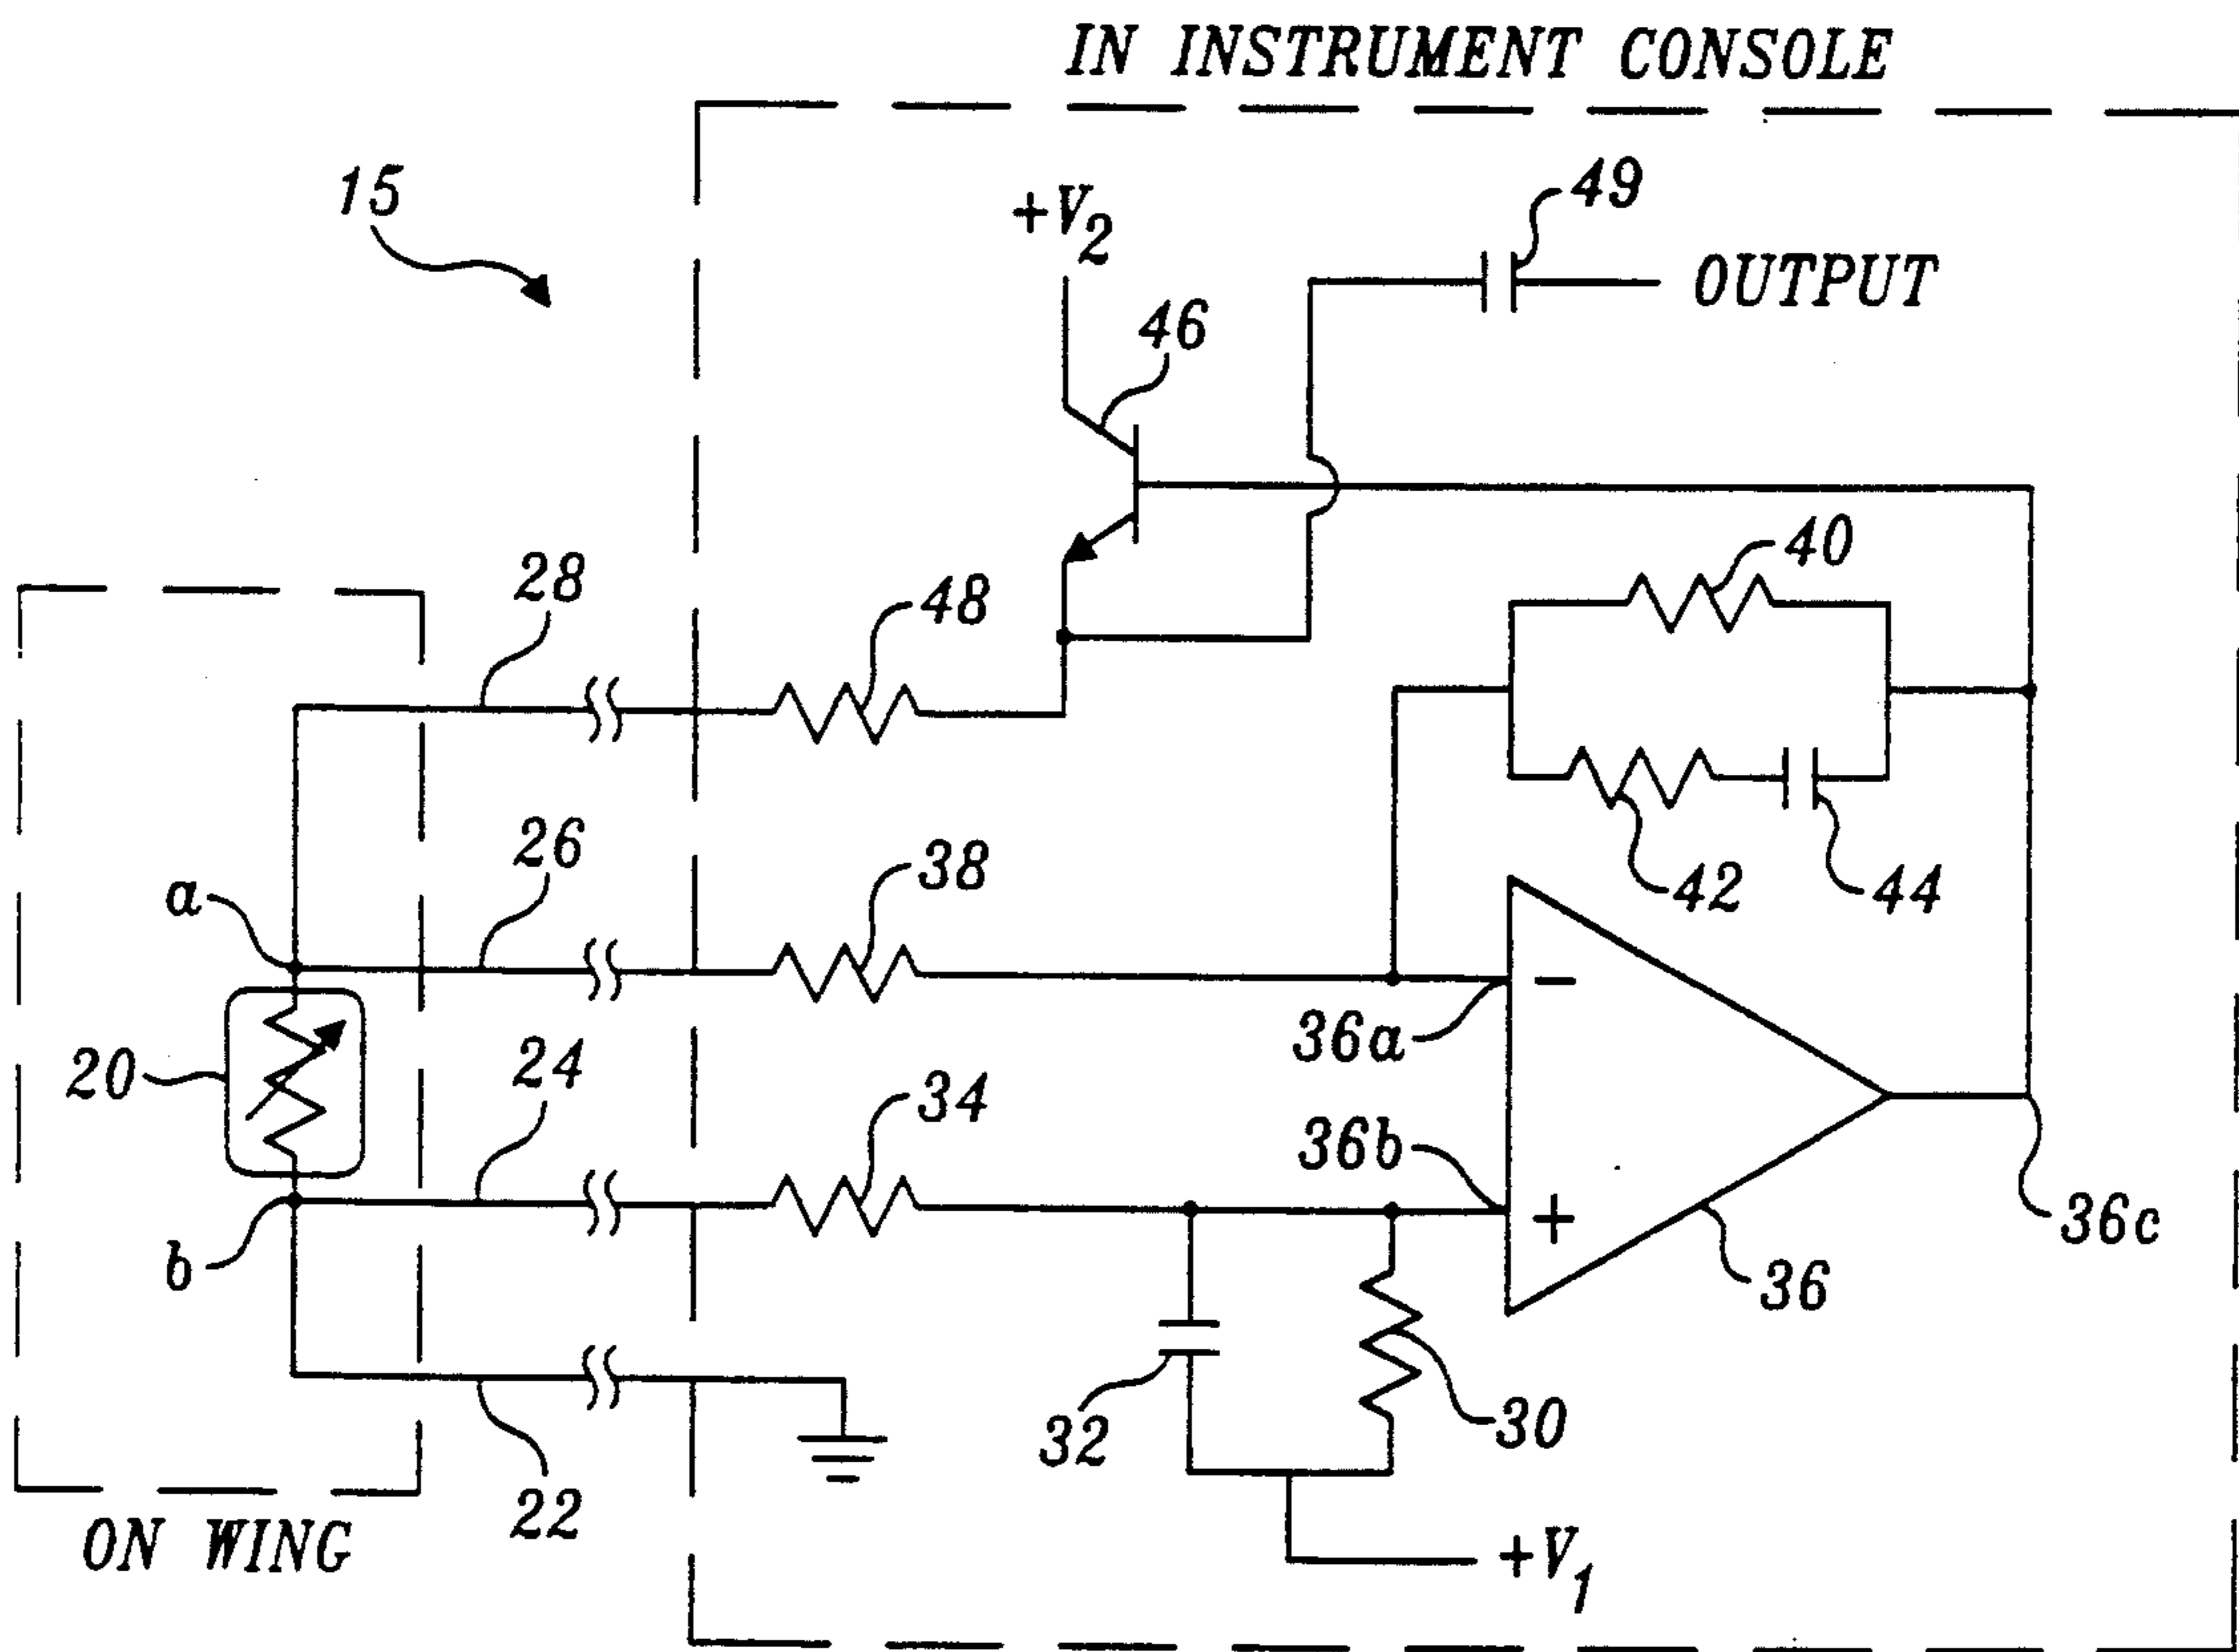 IN INSTRUMENT CONSOLE
15
+V2
49
OUTPUT
46
40
28
48
42
44
26
38
a
36a
20
24
34
36b
b
36c
36
32
30
22
ON WING
+V1
-
+